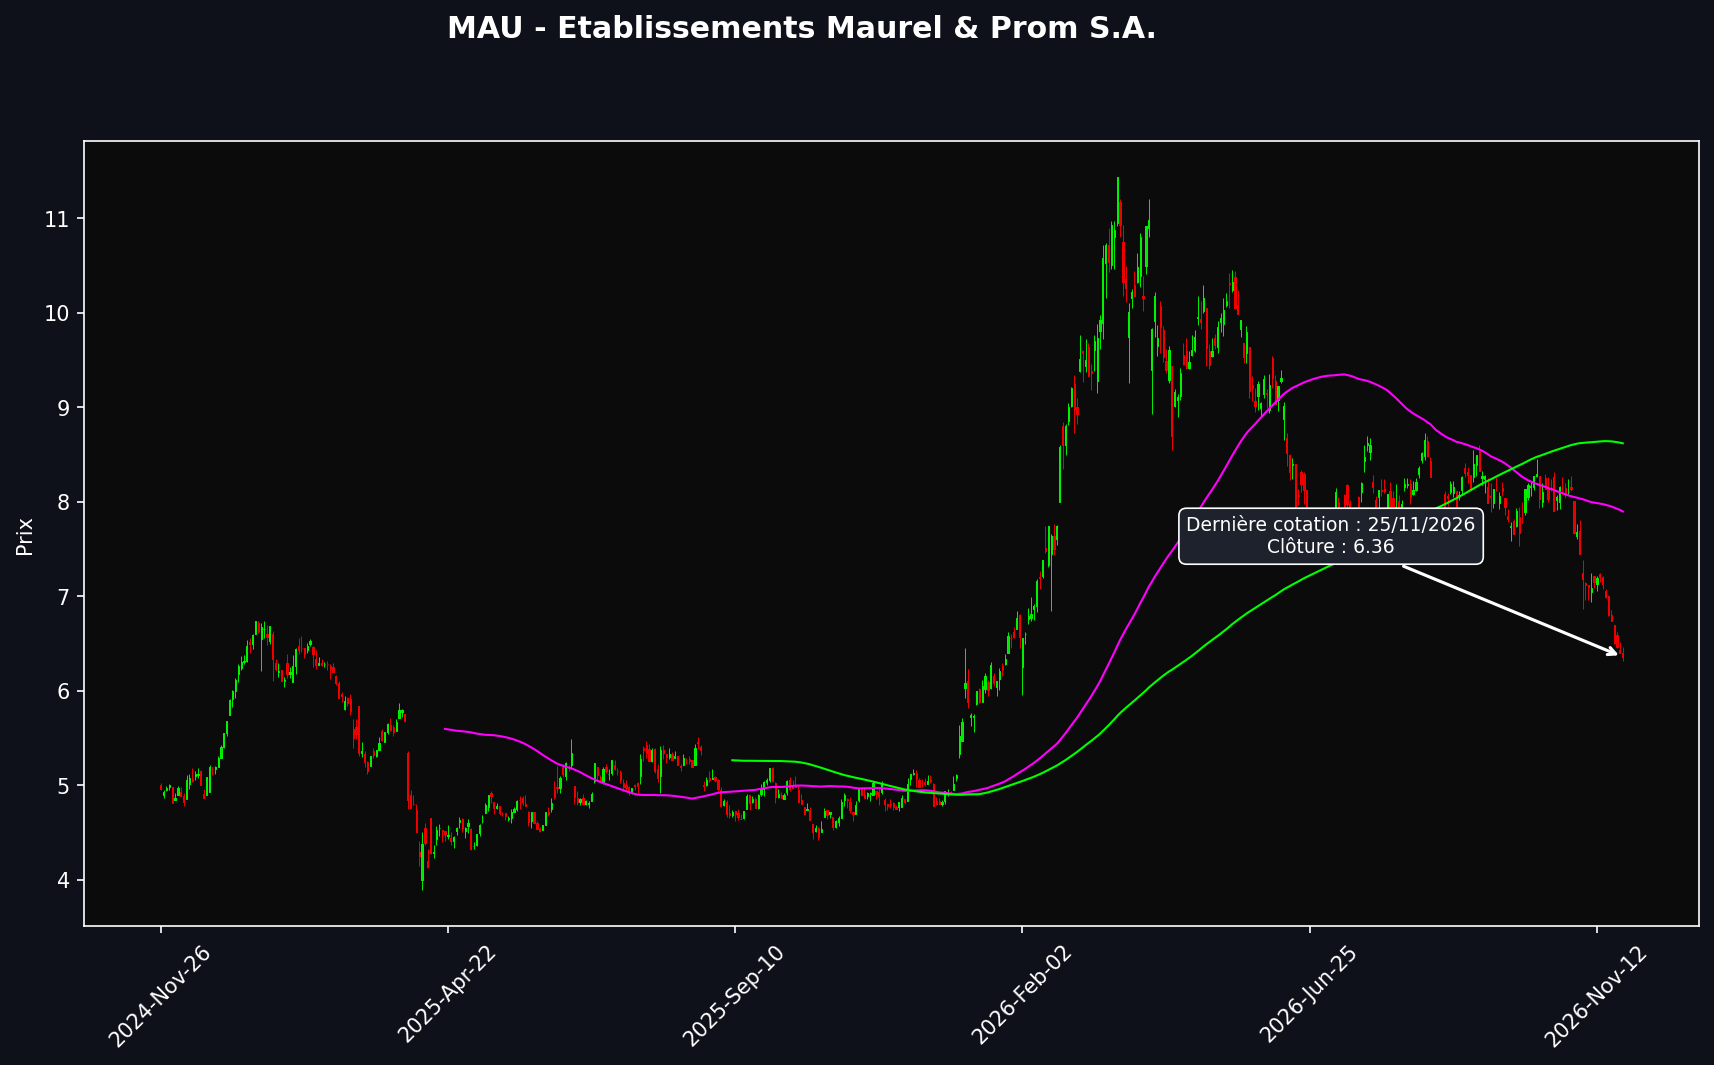 MAU - Etablissements Maurel & Prom S.A.
Prix
11
10
9
8
7
6
5
4
Dernière cotation : 25/11/2026
Clôture : 6.36
2024-Nov-26
2025-Apr-22
2025-Sep-10
2026-Feb-02
2026-Jun-25
2026-Nov-12